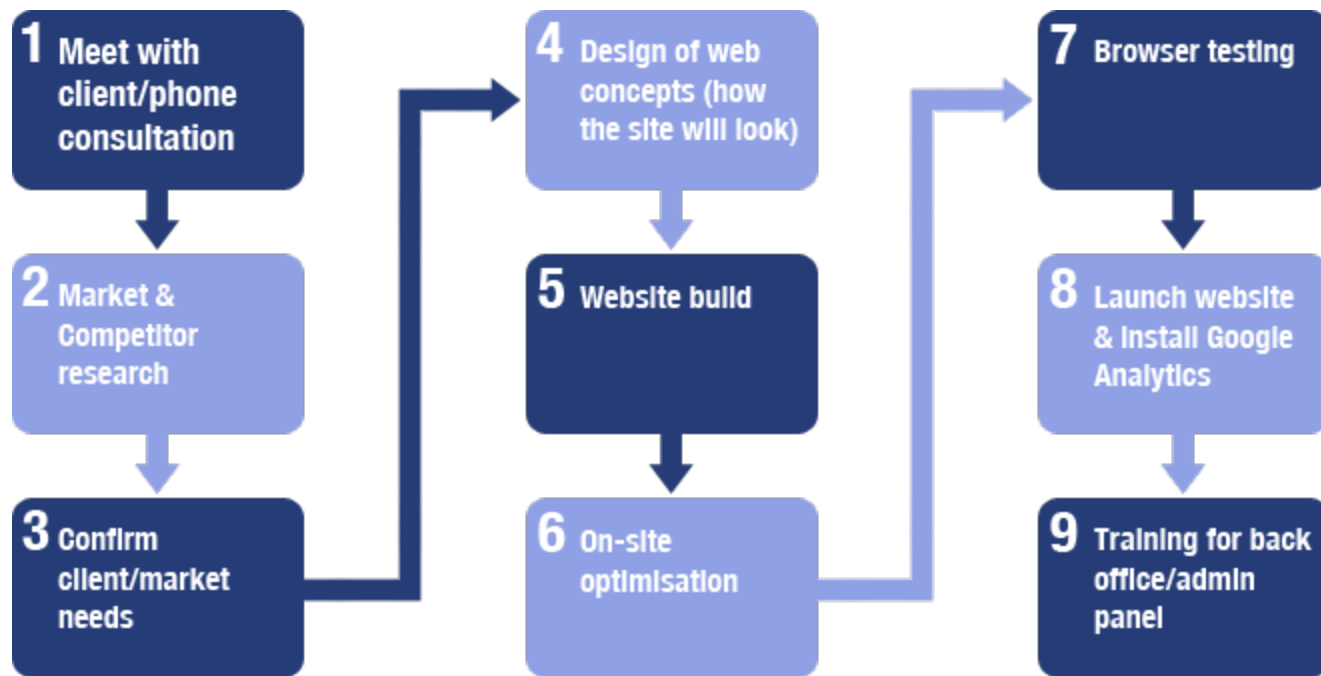 1 Meet with
client/phone
consultation
2 Market &
Competitor
research
3 Confirm
client/market
needs
4 Design of web
concepts (how
the site will look)
5 Website build
6 On-site
optimisation
7 Browser testing
8 Launch website
& install Google
Analytics
9 Training for back
office/admin
panel